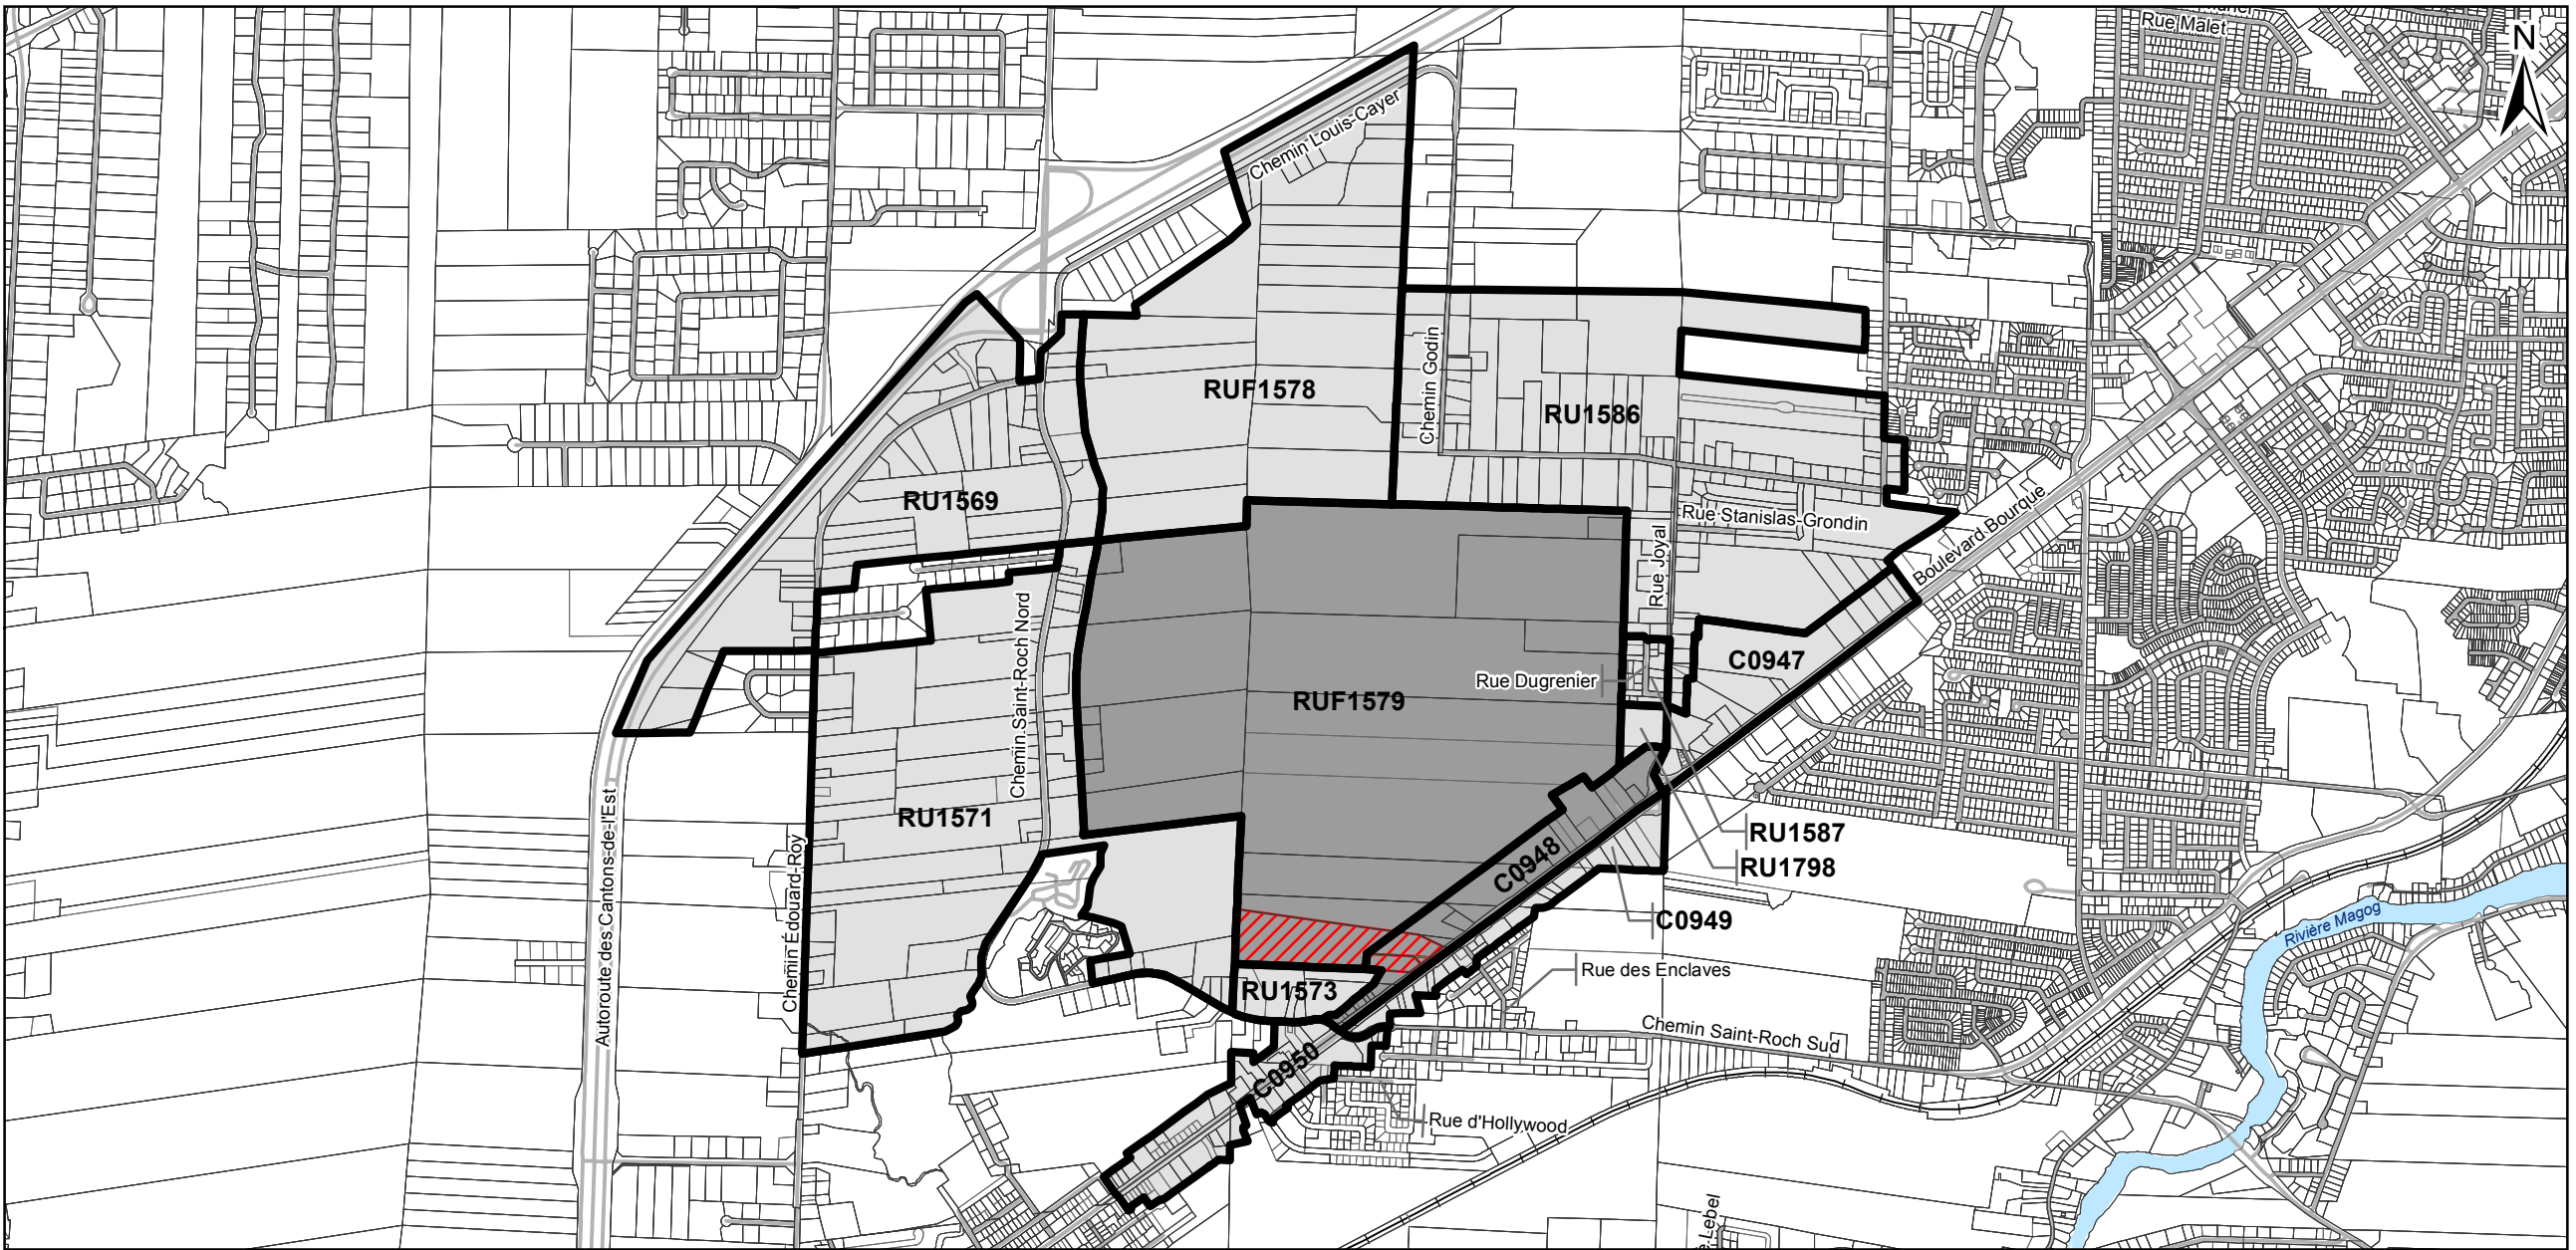 Rue Malet
N
Chemin Louis-Cayer
Chemin Godin
RUF1578
RU1586
RU1569
Rue Stanislas-Grondin
Boulevard Bourque
Rue Joyal
Chemin Saint-Roch Nord
C0947
Rue Dugrenier
RUF1579
RU1571
RU1587
RU1798
C0948
C0949
Autoroute des Cantons-de-l'Est
Chemin Édouard-Roy
Rivière Magog
Rue des Enclaves
RU1573
Chemin Saint-Roch Sud
C0950
Rue d'Hollywood